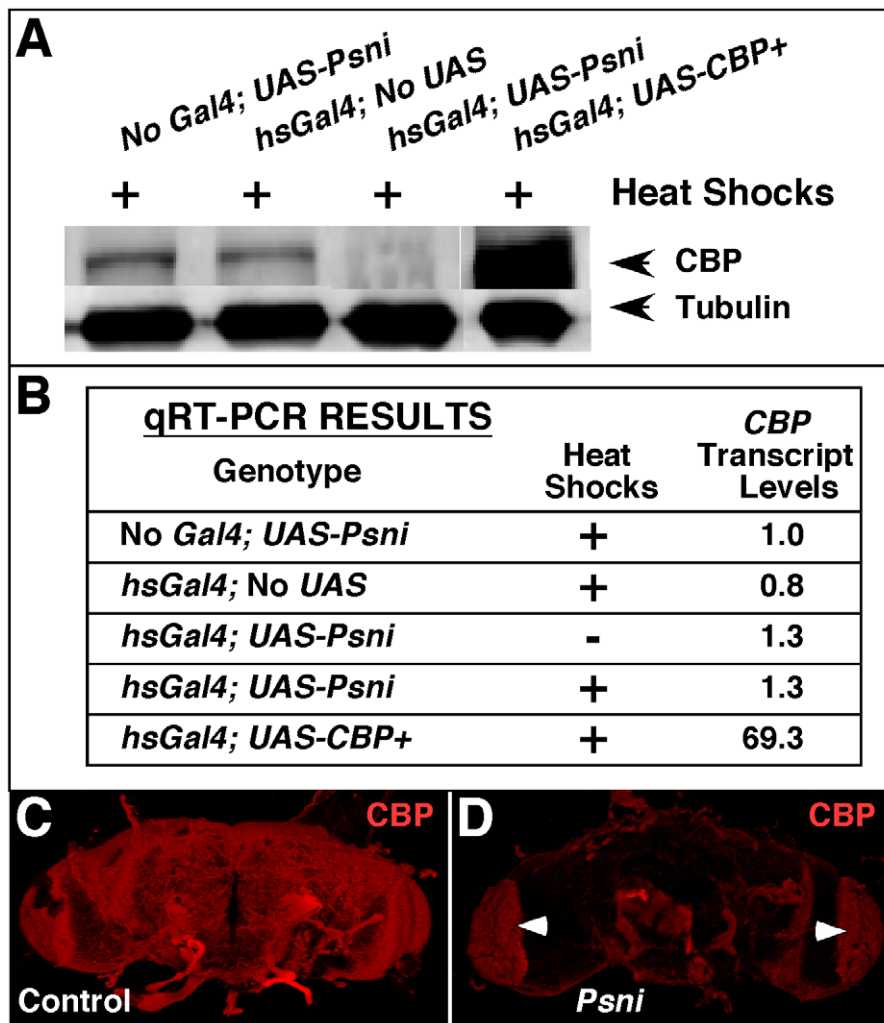 A
No Gal4; UAS-Psni
hsGal4; No UAS
hsGal4; UAS-Psni
hsGal4; UAS-CBP+
+ + + + Heat Shocks
CBP
Tubulin
B
qRT-PCR RESULTS
Genotype
Heat Shocks
CBP Transcript Levels
No Gal4; UAS-Psni + 1.0
hsGal4; No UAS + 0.8
hsGal4; UAS-Psni - 1.3
hsGal4; UAS-Psni + 1.3
hsGal4; UAS-CBP+ + 69.3
C CBP
Control
D CBP
Psni